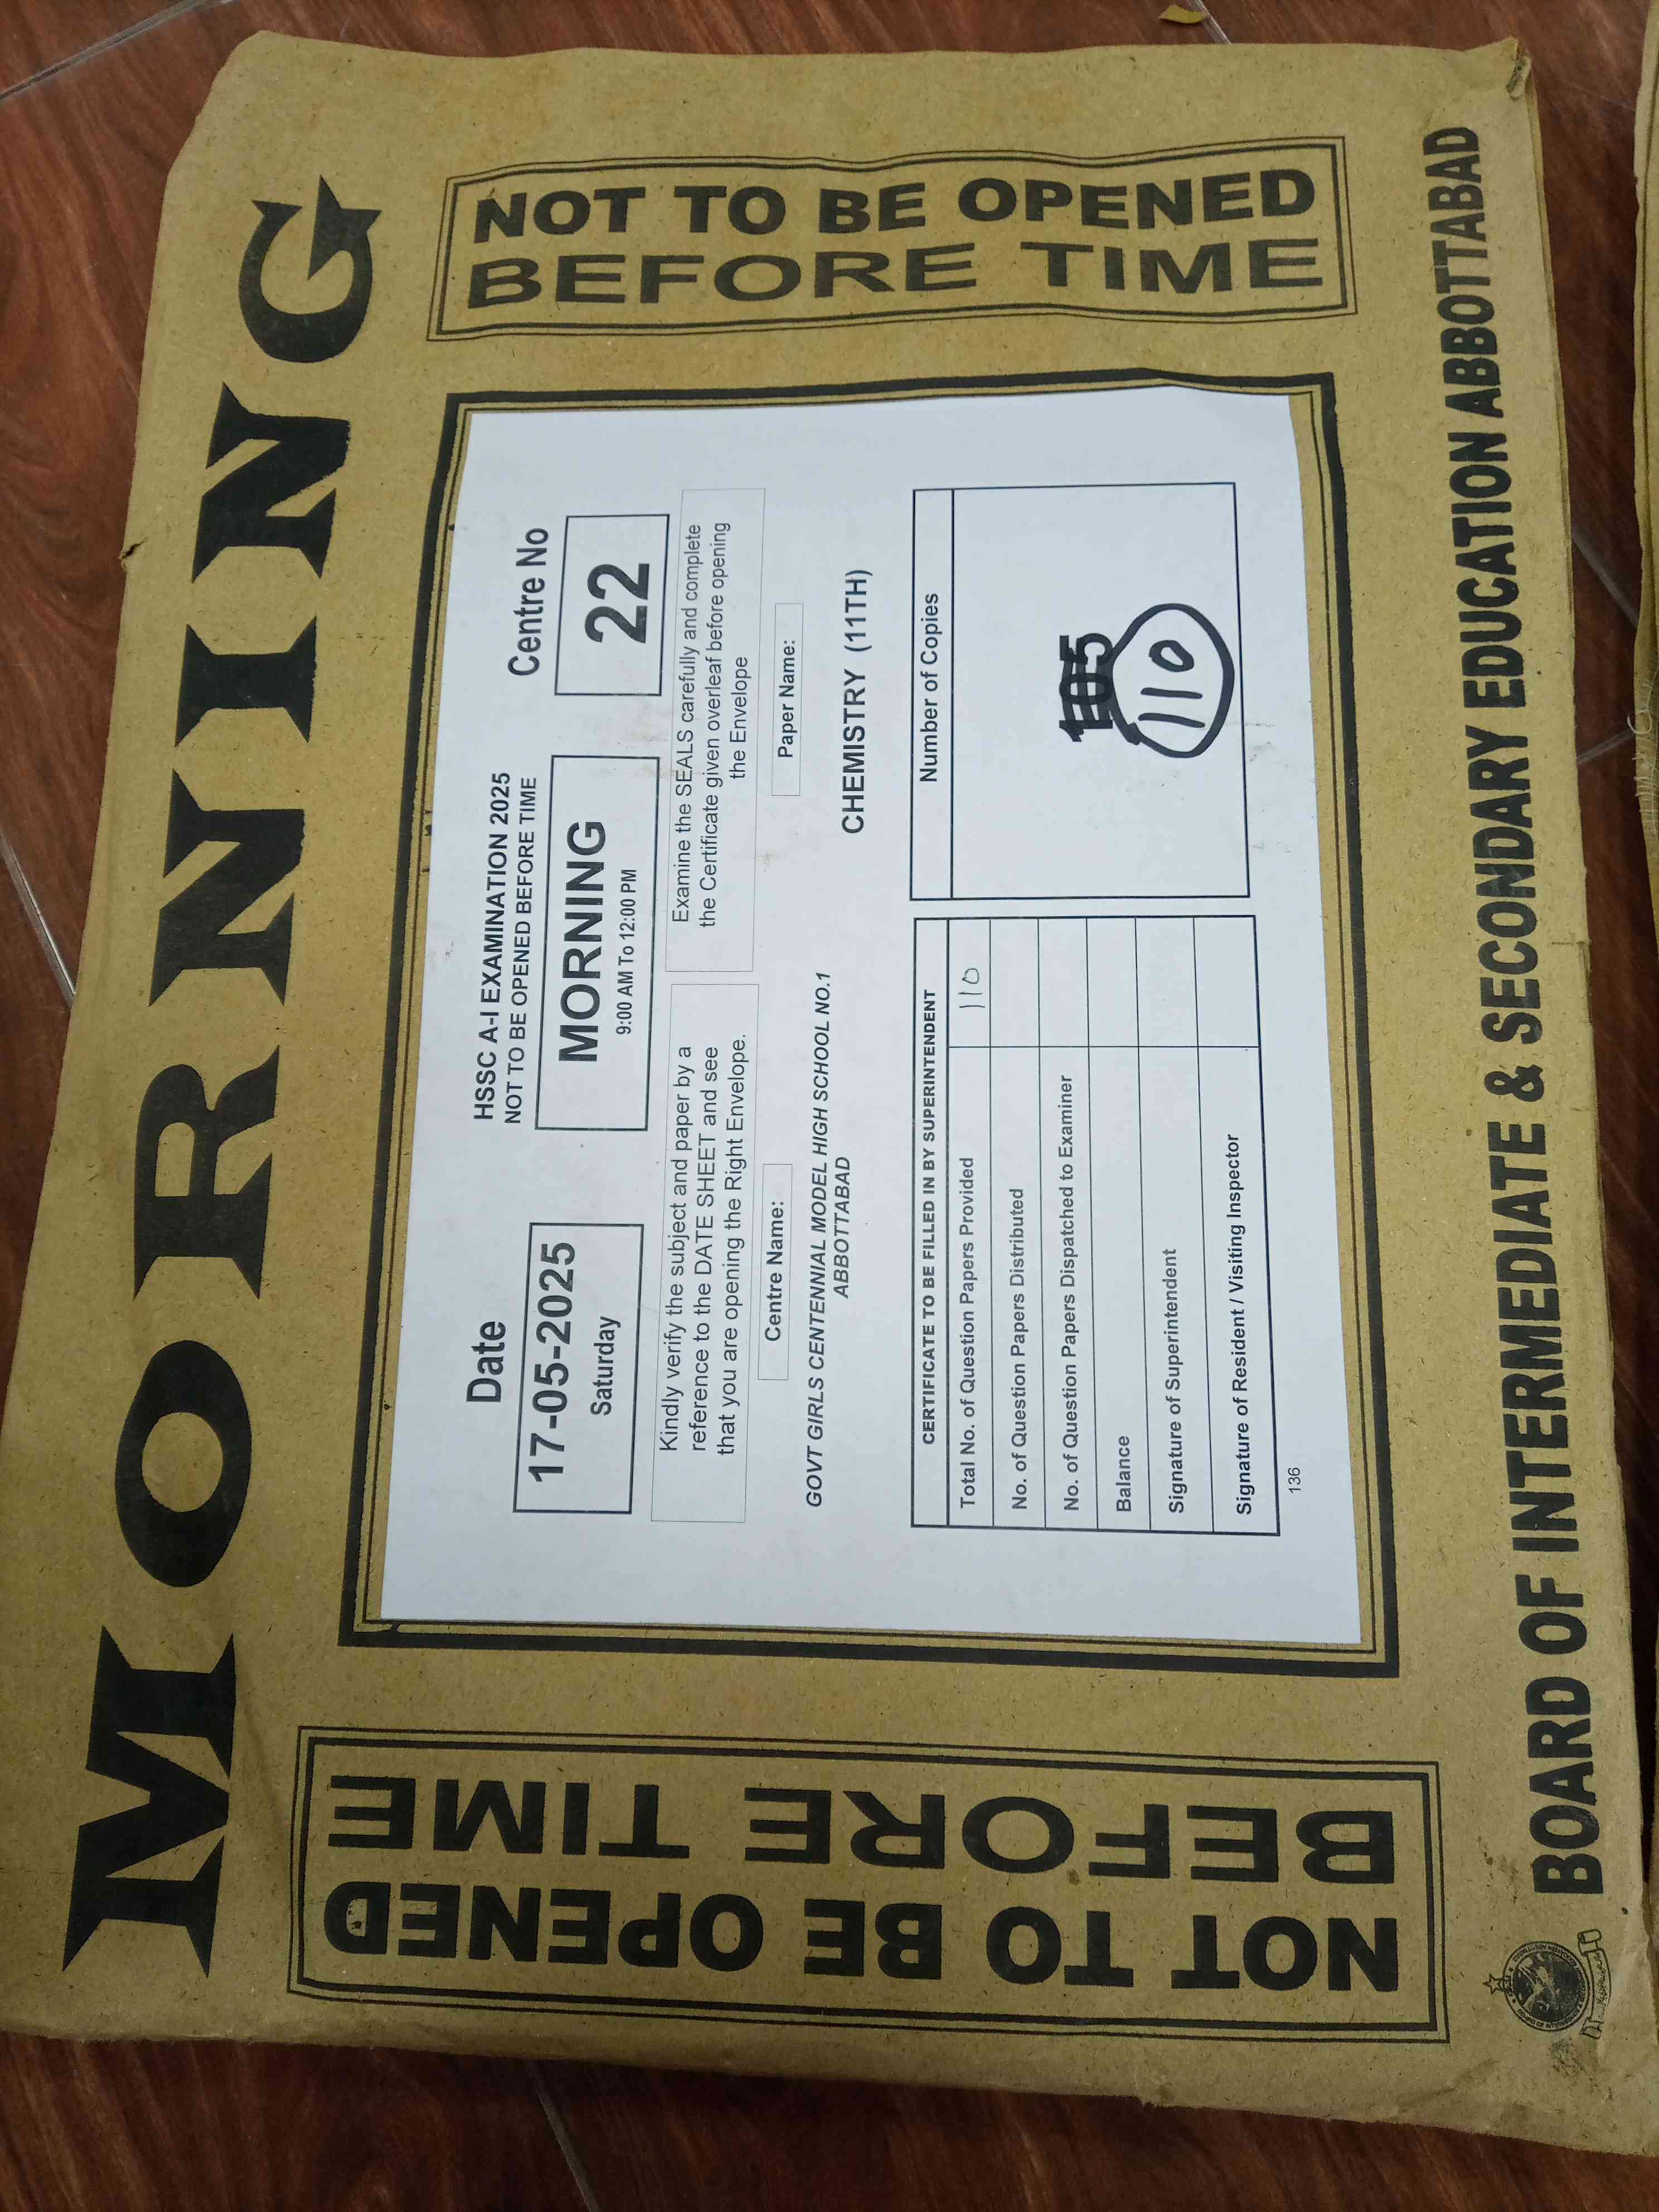 MORNING
NOT TO BE OPENED
BEFORE TIME
Date
17-05-2025
Saturday
HSSC A-I EXAMINATION 2025
NOT TO BE OPENED BEFORE TIME
MORNING
9:00 AM To 12:00 PM
Centre No
22
Kindly verify the subject and paper by a
reference to the DATE SHEET and see
that you are opening the Right Envelope.
Examine the SEALS carefully and complete
the Certificate given overleaf before opening
the Envelope
Centre Name:
GOVT GIRLS CENTENNIAL MODEL HIGH SCHOOL NO.1
ABBOTTABAD
Paper Name:
CHEMISTRY (11TH)
CERTIFICATE TO BE FILLED IN BY SUPERINTENDENT
Total No. of Question Papers Provided 110
No. of Question Papers Distributed
No. of Question Papers Dispatched to Examiner
Balance
Signature of Superintendent
Signature of Resident / Visiting Inspector
136
Number of Copies
105
110
NOT TO BE OPENED
BEFORE TIME
BOARD OF INTERMEDIATE & SECONDARY EDUCATION ABBOTTABAD